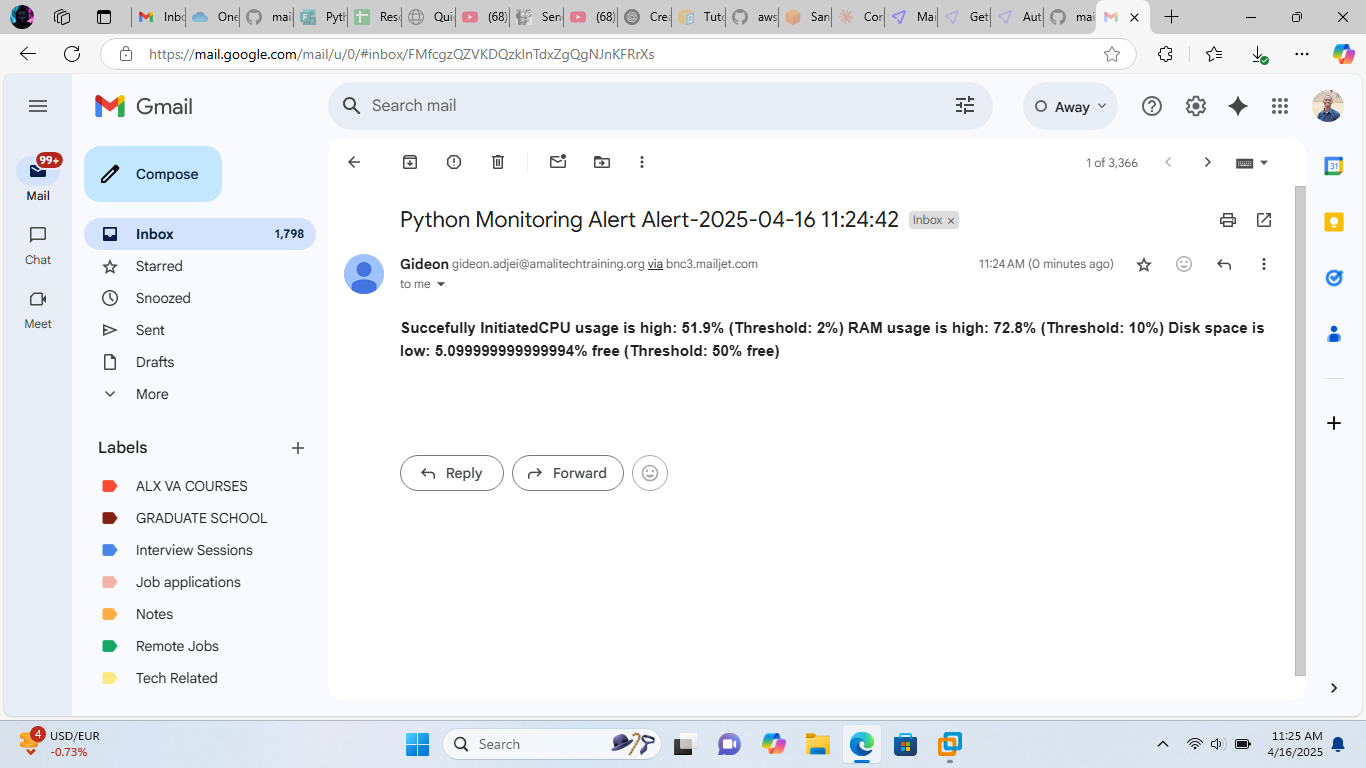 Inbo
One
mai
Pyth
Reso
Quic
(68)
Sen
(68)
Crea
Tuto
aws
San
Cor
Mai
Get
Aut
mai
https://mail.google.com/mail/u/0/#inbox/FMfcgzQZVKDQzklnTdxZgQgNJnKFRrXs
Gmail
Search mail
Away
99+
Mail
Chat
Meet
Compose
Inbox 1,798
Starred
Snoozed
Sent
Drafts
More
Labels
ALX VA COURSES
GRADUATE SCHOOL
Interview Sessions
Job applications
Notes
Remote Jobs
Tech Related
1 of 3,366
Python Monitoring Alert Alert-2025-04-16 11:24:42 Inbox
Gideon gideon.adjei@amalitechtraining.org via bnc3.mailjet.com 11:24 AM (0 minutes ago)
to me
Succefully InitiatedCPU usage is high: 51.9% (Threshold: 2%) RAM usage is high: 72.8% (Threshold: 10%) Disk space is
low: 5.099999999999994% free (Threshold: 50% free)
Reply
Forward
31
4
USD/EUR
-0.73%
Search
11:25 AM
4/16/2025